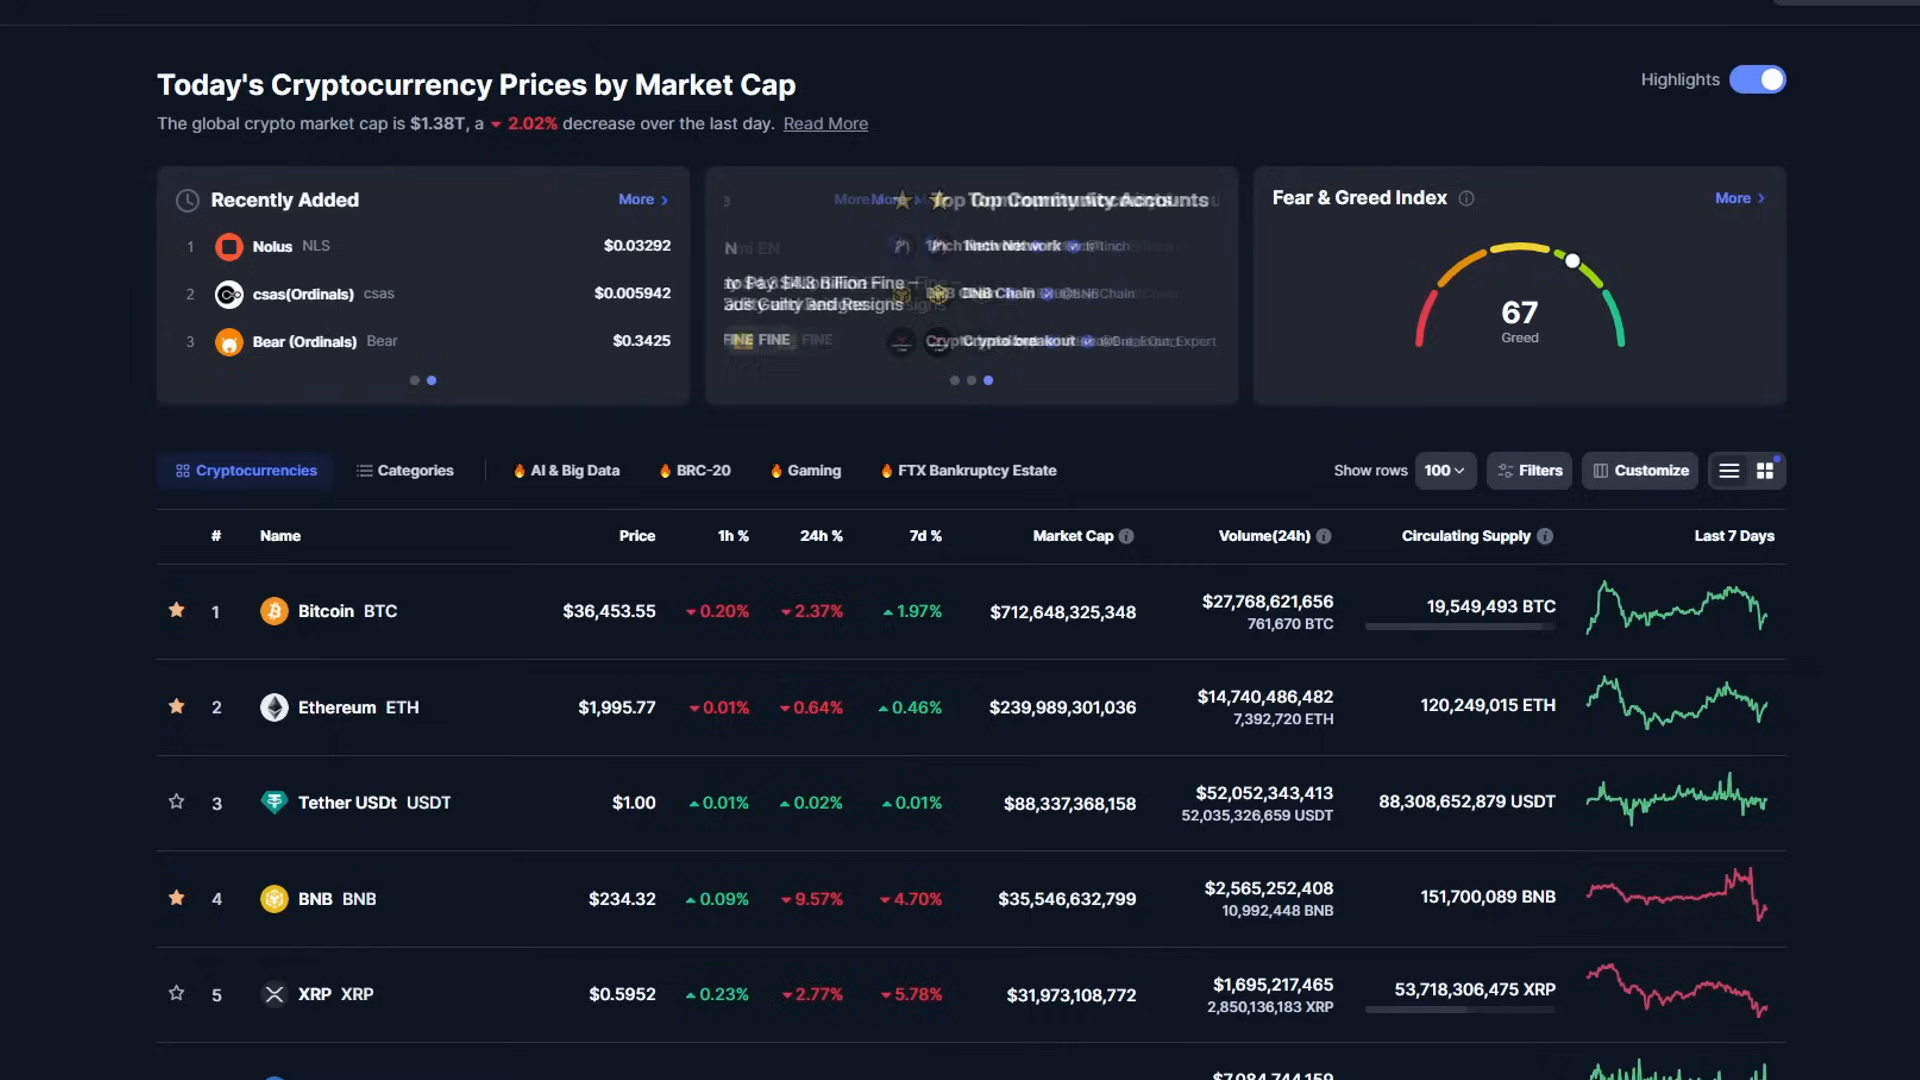 Today's Cryptocurrency Prices by Market Cap
Highlights
The global crypto market cap is $1.38T, a 2.02% decrease over the last day. Read More
Recently Added
More
1 Nolus NLS $0.03292
2 csas(Ordinals) csas $0.005942
3 Bear (Ordinals) Bear $0.3425
More
Top Community Accounts
1inch Network
BNB Chain
Crypto breakout
FINE
Fear & Greed Index
More
67
Greed
Cryptocurrencies Categories AI & Big Data BRC-20 Gaming FTX Bankruptcy Estate Show rows 100 Filters Customize
# Name Price 1h % 24h % 7d % Market Cap Volume(24h) Circulating Supply Last 7 Days
1 Bitcoin BTC $36,453.55 0.20% 2.37% 1.97% $712,648,325,348 $27,768,621,656 19,549,493 BTC
761,670 BTC
2 Ethereum ETH $1,995.77 0.01% 0.64% 0.46% $239,989,301,036 $14,740,486,482 120,249,015 ETH
7,392,720 ETH
3 Tether USDt USDT $1.00 0.01% 0.02% 0.01% $88,337,368,158 $52,052,343,413 88,308,652,879 USDT
52,035,326,659 USDT
4 BNB BNB $234.32 0.09% 9.57% 4.70% $35,546,632,799 $2,565,252,408 151,700,089 BNB
10,992,448 BNB
5 XRP XRP $0.5952 0.23% 2.77% 5.78% $31,973,108,772 $1,695,217,465 53,718,306,475 XRP
2,850,136,183 XRP